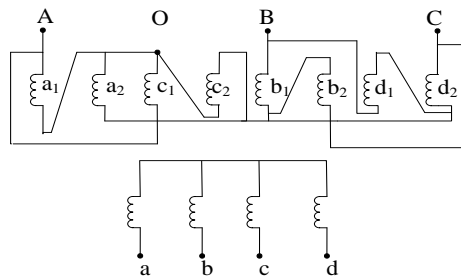 A O B C
a₁ a₂ c₁ c₂ b₁ b₂ d₁ d₂
a b c d